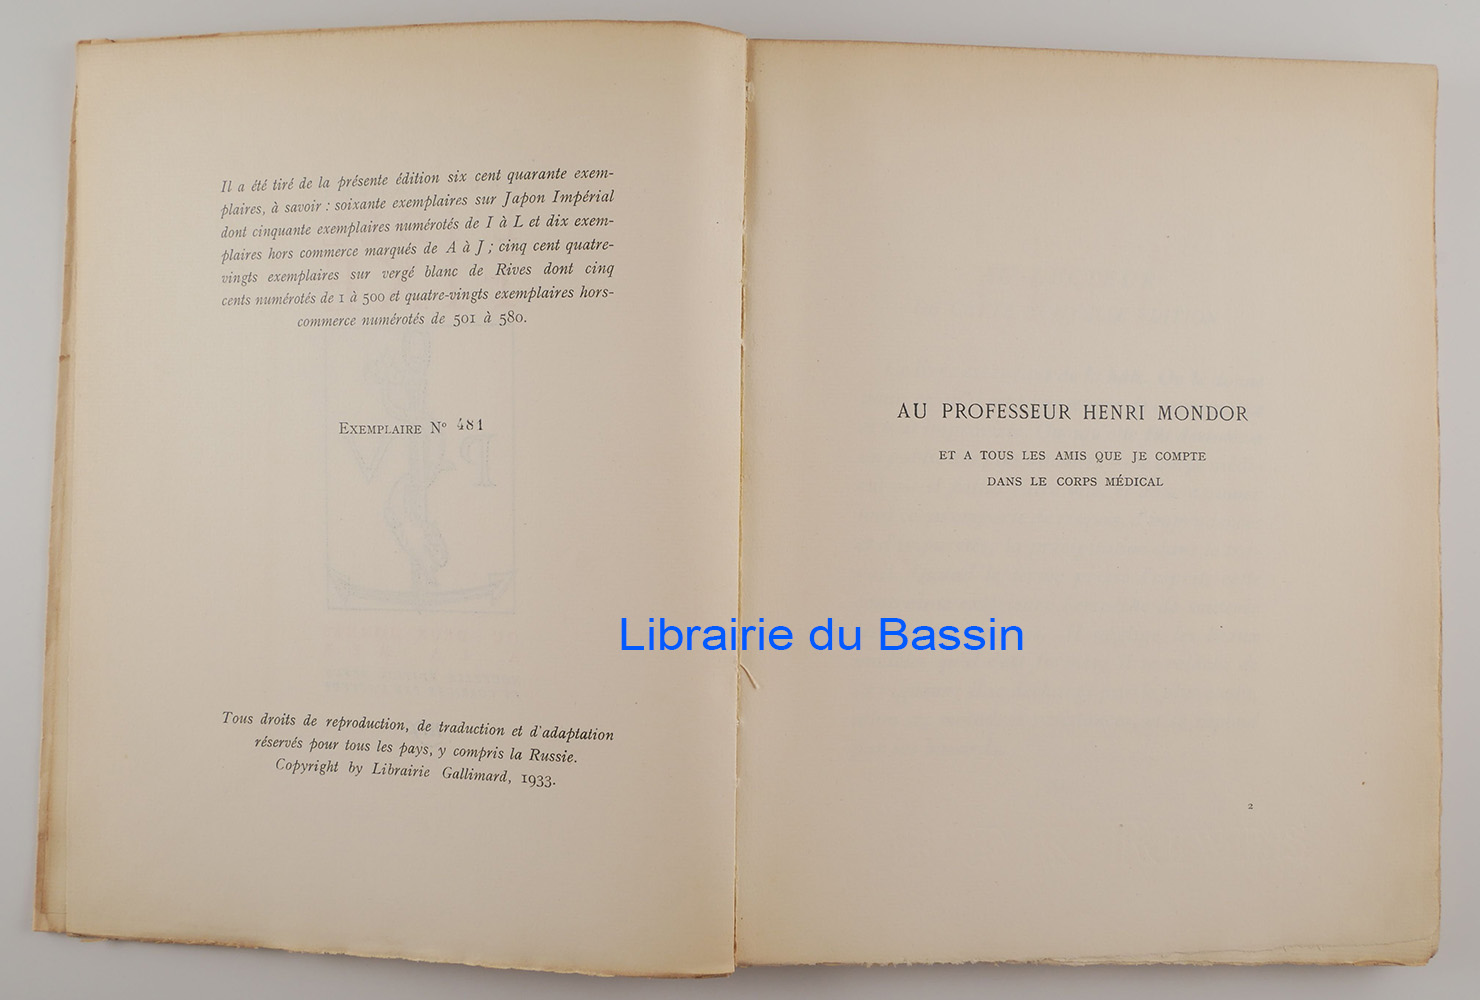 Il a été tiré de la présente édition six cent quarante exem-
plaires, à savoir : soixante exemplaires sur Japon Impérial
dont cinquante exemplaires numérotés de I à L et dix exem-
plaires hors commerce marqués de A à J ; cinq cent quatre-
vingts exemplaires sur vergé blanc de Rives dont cinq
cents numérotés de 1 à 500 et quatre-vingts exemplaires hors-
commerce numérotés de 501 à 580.
EXEMPLAIRE N° 481
Tous droits de reproduction, de traduction et d'adaptation
réservés pour tous les pays, y compris la Russie.
Copyright by Librairie Gallimard, 1933.
AU PROFESSEUR HENRI MONDOR
ET A TOUS LES AMIS QUE JE COMPTE
DANS LE CORPS MÉDICAL
2
Librairie du Bassin